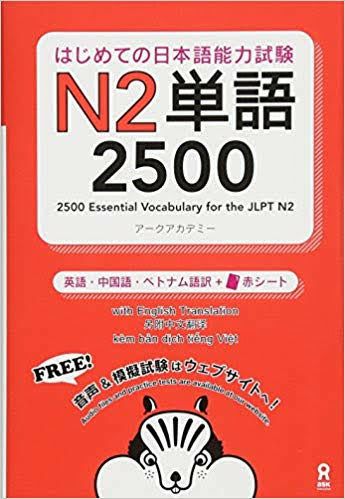 はじめての日本語能力試験
N2単語
2500
2500 Essential Vocabulary for the JLPT N2
アークアカデミー
英語・中国語・ベトナム語訳+赤シート
with English Translation
另附中文翻译
kèm bản dịch tiếng Việt
FREE!
音声&模擬試験はウェブサイトへ!
Audio files and practice tests are available at our website.
ASK